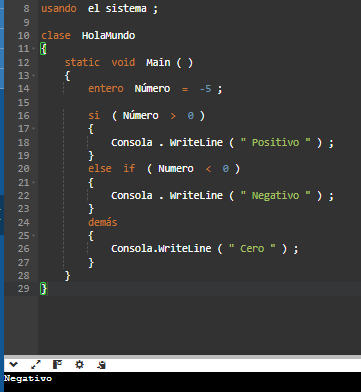 8 usando el sistema ;
9
10 clase HolaMundo
11 {
12 static void Main ( )
13 {
14 entero Número = -5 ;
15
16 si ( Número > 0 )
17 {
18 Consola . WriteLine ( " Positivo " ) ;
19 }
20 else if ( Numero < 0 )
21 {
22 Consola . WriteLine ( " Negativo " ) ;
23 }
24 demás
25 {
26 Consola.WriteLine ( " Cero " ) ;
27 }
28 }
29 }
Negativo